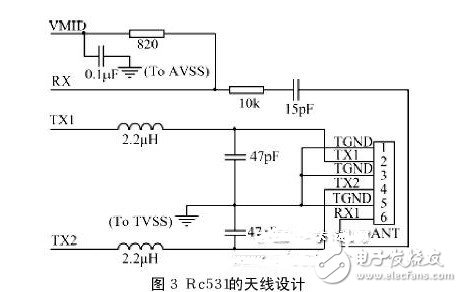 VMID
820
0.1μF
(To AVSS)
RX
10k
15pF
TX1
2.2μH
47pF
TGND
TX1
TGND
TX2
TGND
RX1
1
2
3
4
5
6
ANT
(To TVSS)
TX2
2.2μH
图 3 Rc531的天线设计